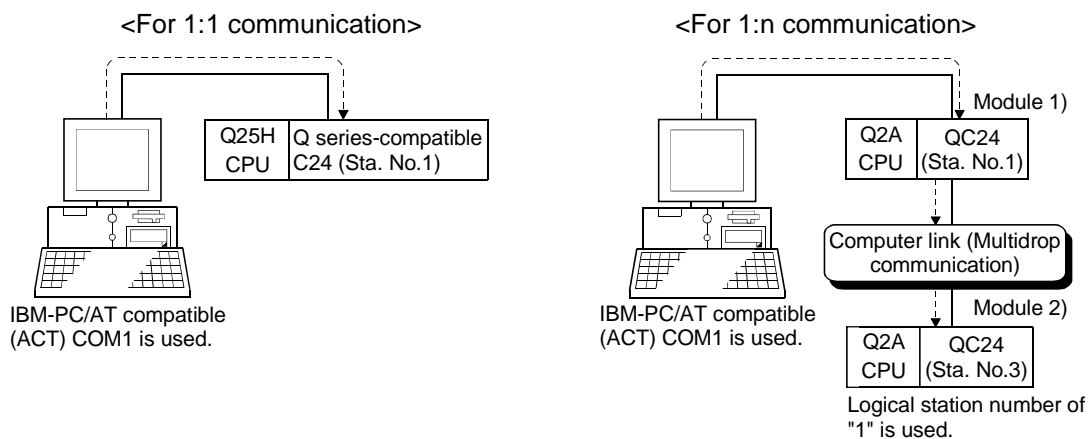 <For 1:1 communication>
Q25H
CPU
Q series-compatible
C24 (Sta. No.1)
IBM-PC/AT compatible
(ACT) COM1 is used.
<For 1:n communication>
Module 1)
Q2A
CPU
QC24
(Sta. No.1)
Computer link (Multidrop
communication)
Module 2)
Q2A
CPU
QC24
(Sta. No.3)
IBM-PC/AT compatible
(ACT) COM1 is used.
Logical station number of
"1" is used.